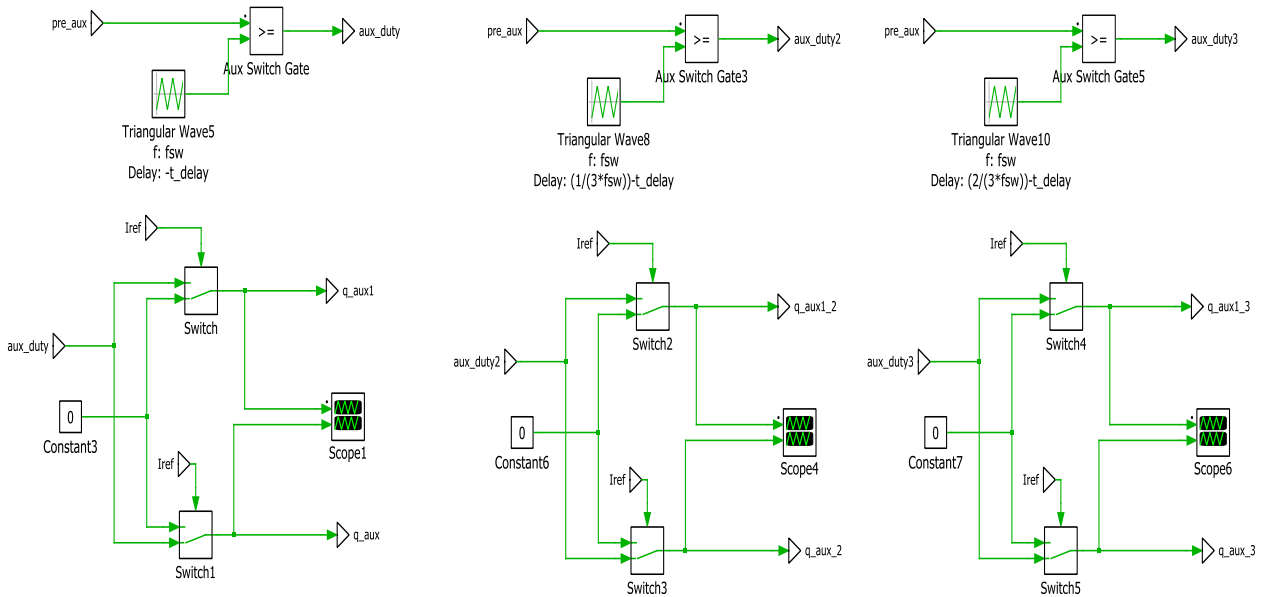 pre_aux
>=
aux_duty
Aux Switch Gate
Triangular Wave5
f: fsw
Delay: -t_delay
pre_aux
>=
aux_duty2
Aux Switch Gate3
Triangular Wave8
f: fsw
Delay: (1/(3*fsw))-t_delay
pre_aux
>=
aux_duty3
Aux Switch Gate5
Triangular Wave10
f: fsw
Delay: (2/(3*fsw))-t_delay
Iref
q_aux1
Switch
aux_duty
0
Constant3
Scope1
Iref
q_aux
Switch1
Iref
q_aux1_2
Switch2
aux_duty2
0
Constant6
Scope4
Iref
q_aux_2
Switch3
Iref
q_aux1_3
Switch4
aux_duty3
0
Constant7
Scope6
Iref
q_aux_3
Switch5